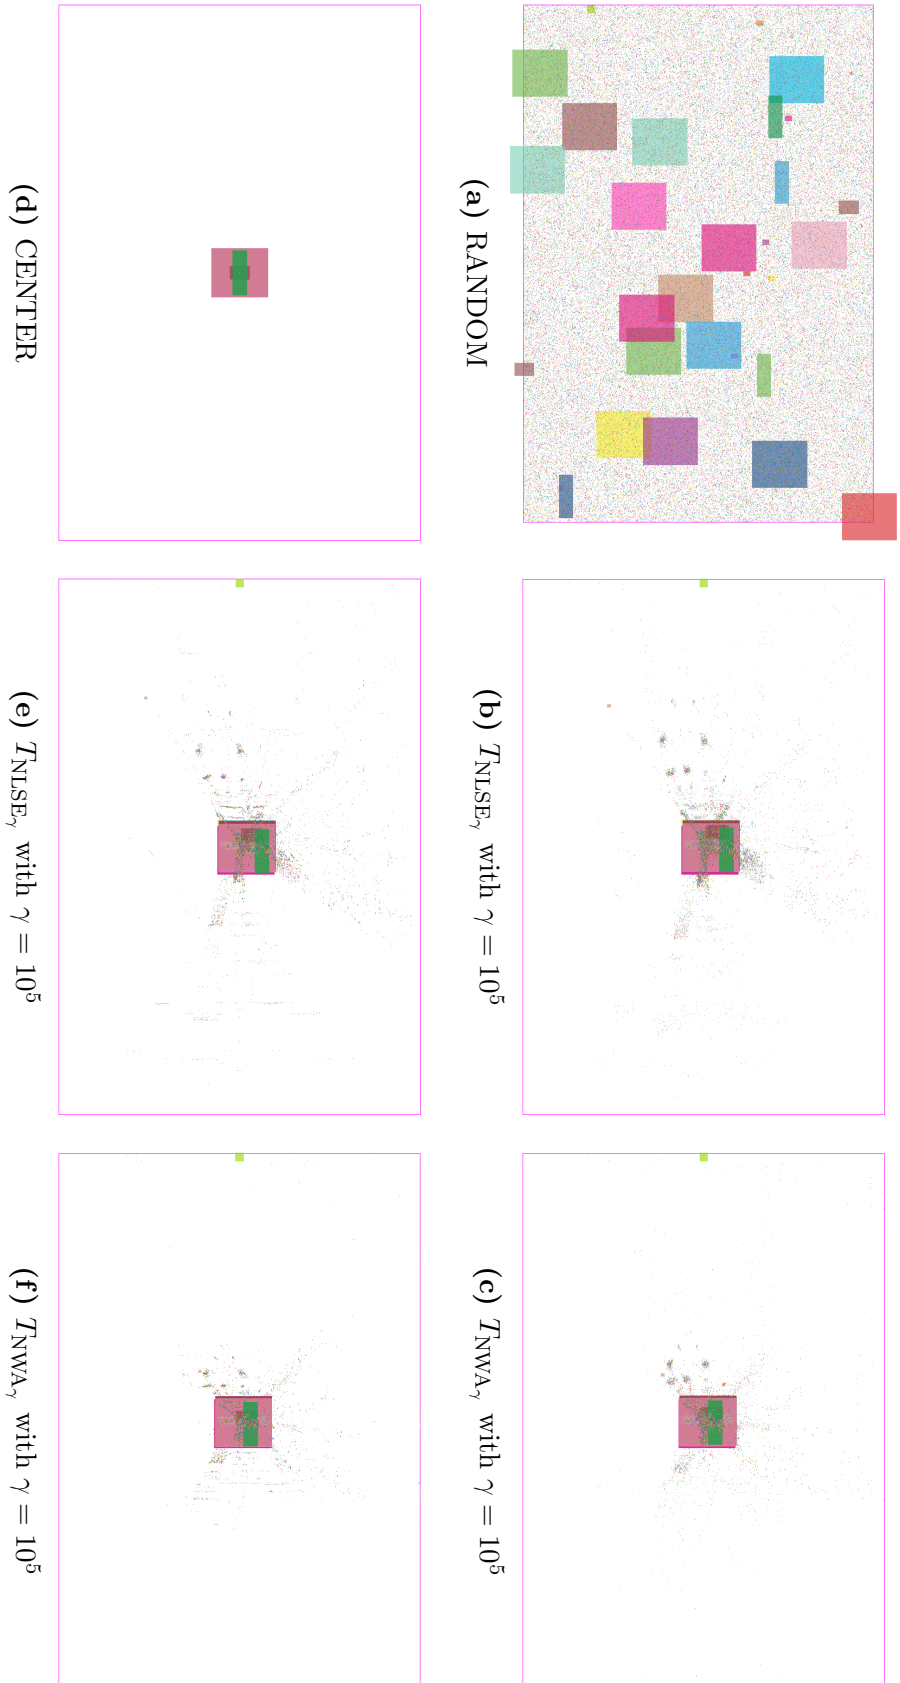 (a) RANDOM
(b) T_{NLSE_γ} with γ = 10^5
(c) T_{NWA_γ} with γ = 10^5
(d) CENTER
(e) T_{NLSE_γ} with γ = 10^5
(f) T_{NWA_γ} with γ = 10^5